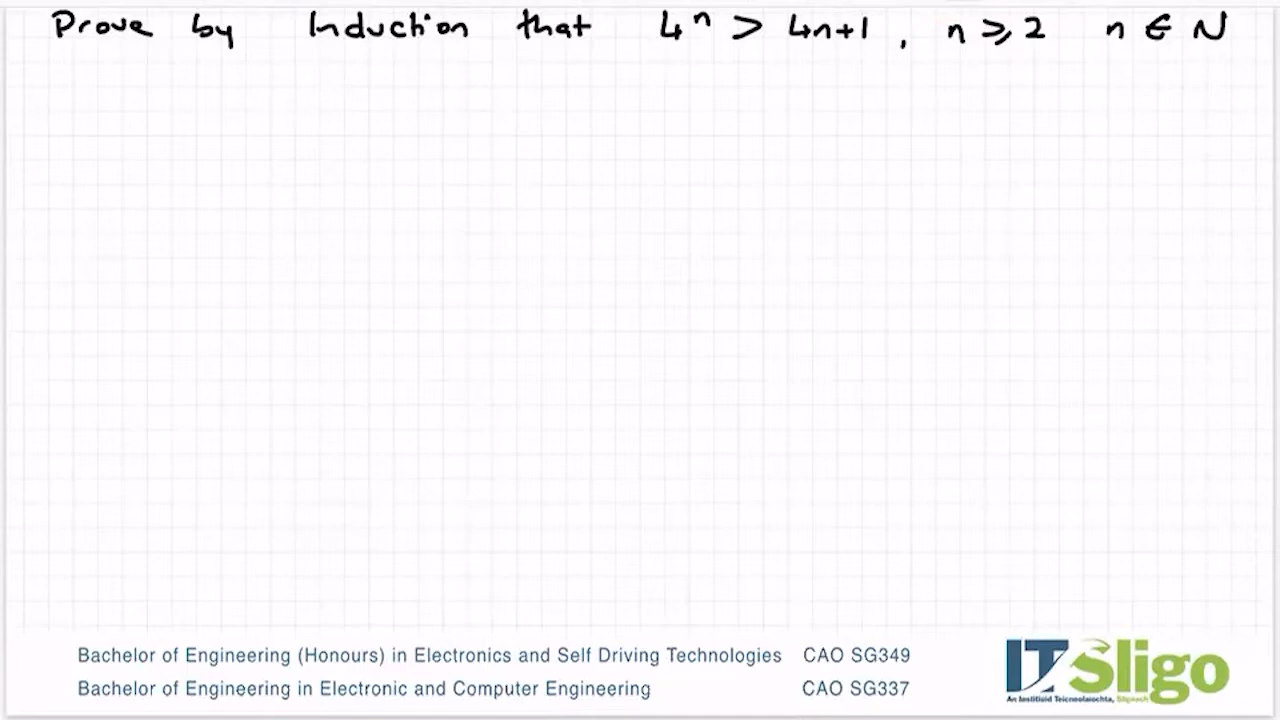 Prove by Induction that 4ⁿ > 4n+1, n ⩾ 2 n ∈ N
Bachelor of Engineering (Honours) in Electronics and Self Driving Technologies CAO SG349
Bachelor of Engineering in Electronic and Computer Engineering CAO SG337
IT Sligo
An Institiúid Teicneolaíochta, Sligeach